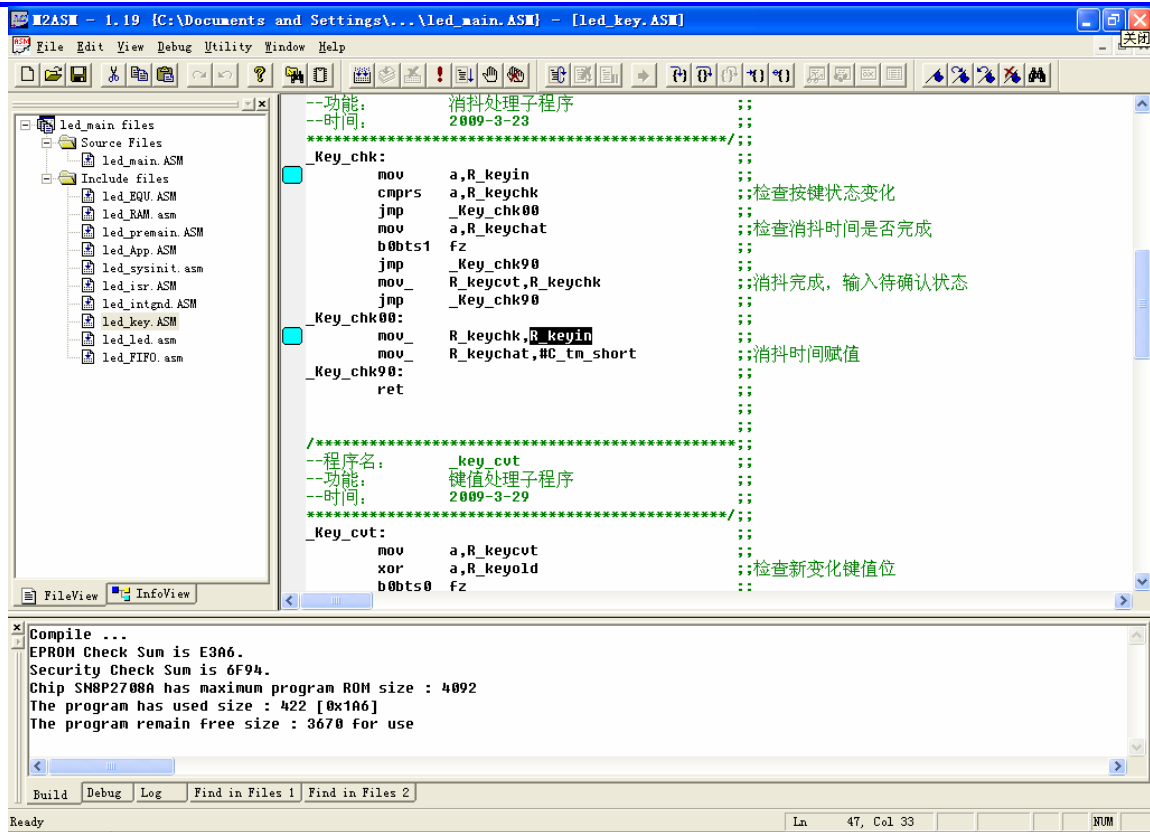 M2ASM - 1.19 {C:\Documents and Settings\...\led_main.ASM} - [led_key.ASM]
关闭
File Edit View Debug Utility Window Help
led_main files
Source Files
led_main.ASM
Include files
led_EQU.ASM
led_RAM.asm
led_premain.ASM
led_App.ASM
led_sysinit.asm
led_isr.ASM
led_intgnd.ASM
led_key.ASM
led_led.asm
led_FIFO.asm
FileView InfoView
--功能: 消抖处理子程序 ;;
--时间: 2009-3-23 ;;
***********************************************/;;
_Key_chk: ;;
mov a,R_keyin ;;
cmprs a,R_keychk ;;检查按键状态变化
jmp _Key_chk00 ;;
mov a,R_keychat ;;检查消抖时间是否完成
b0bts1 fz ;;
jmp _Key_chk90 ;;
mov_ R_keycvt,R_keychk ;;消抖完成，输入待确认状态
jmp _Key_chk90 ;;
_Key_chk00: ;;
mov_ R_keychk,R_keyin ;;
mov_ R_keychat,#C_tm_short ;;消抖时间赋值
_Key_chk90: ;;
ret ;;
;;
;;
/***********************************************;;
--程序名: _key_cvt ;;
--功能: 键值处理子程序 ;;
--时间: 2009-3-29 ;;
***********************************************/;;
_Key_cvt: ;;
mov a,R_keycvt ;;
xor a,R_keyold ;;检查新变化键值位
b0bts0 fz ;;
Compile ...
EPROM Check Sum is E3A6.
Security Check Sum is 6F94.
Chip SN8P2708A has maximum program ROM size : 4092
The program has used size : 422 [0x1A6]
The program remain free size : 3670 for use
Build Debug Log Find in Files 1 Find in Files 2
Ready Ln 47, Col 33 NUM